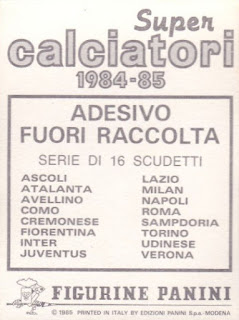 Super
calciatori
1984-85
ADESIVO
FUORI RACCOLTA
SERIE DI 16 SCUDETTI
ASCOLI LAZIO
ATALANTA MILAN
AVELLINO NAPOLI
COMO ROMA
CREMONESE SAMPDORIA
FIORENTINA TORINO
INTER UDINESE
JUVENTUS VERONA
FIGURINE PANINI
© 1985 PRINTED IN ITALY BY EDIZIONI PANINI S.p.a. - MODENA